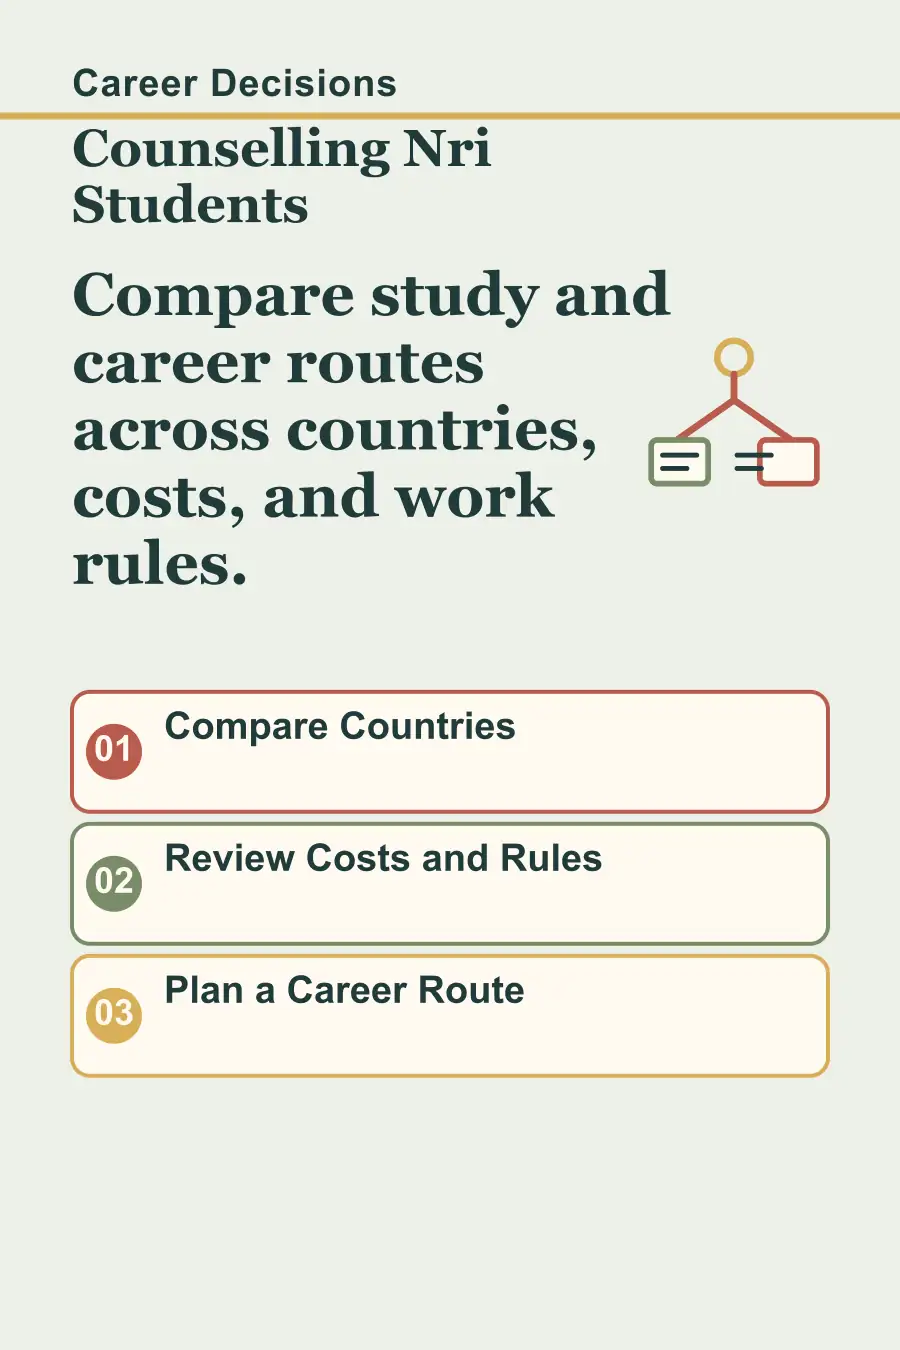 Career Decisions
Counselling Nri
Students
Compare study and
career routes
across countries,
costs, and work
rules.
01
Compare Countries
02
Review Costs and Rules
03
Plan a Career Route